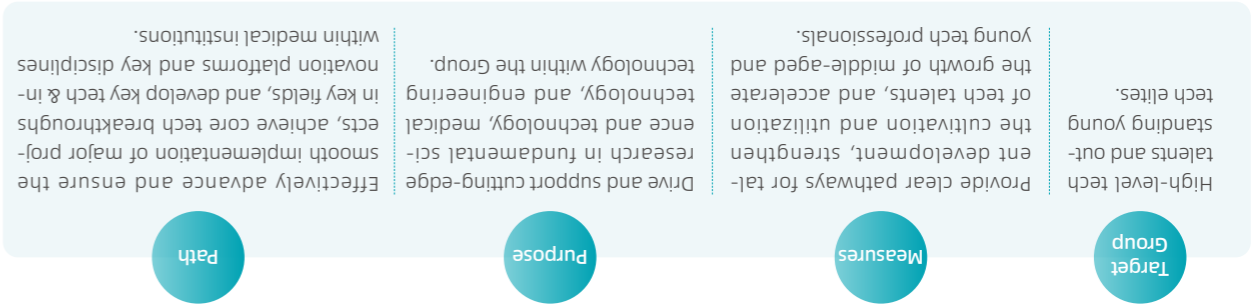 Target
Group
High-level tech
talents and out-
standing young
tech elites.
Measures
Provide clear pathways for tal-
ent development, strengthen
the cultivation and utilization
of tech talents, and accelerate
the growth of middle-aged and
young tech professionals.
Purpose
Drive and support cutting-edge
research in fundamental sci-
ence and technology, medical
technology, and engineering
technology within the Group.
Path
Effectively advance and ensure the
smooth implementation of major proj-
ects, achieve core tech breakthroughs
in key fields, and develop key tech & in-
novation platforms and key disciplines
within medical institutions.